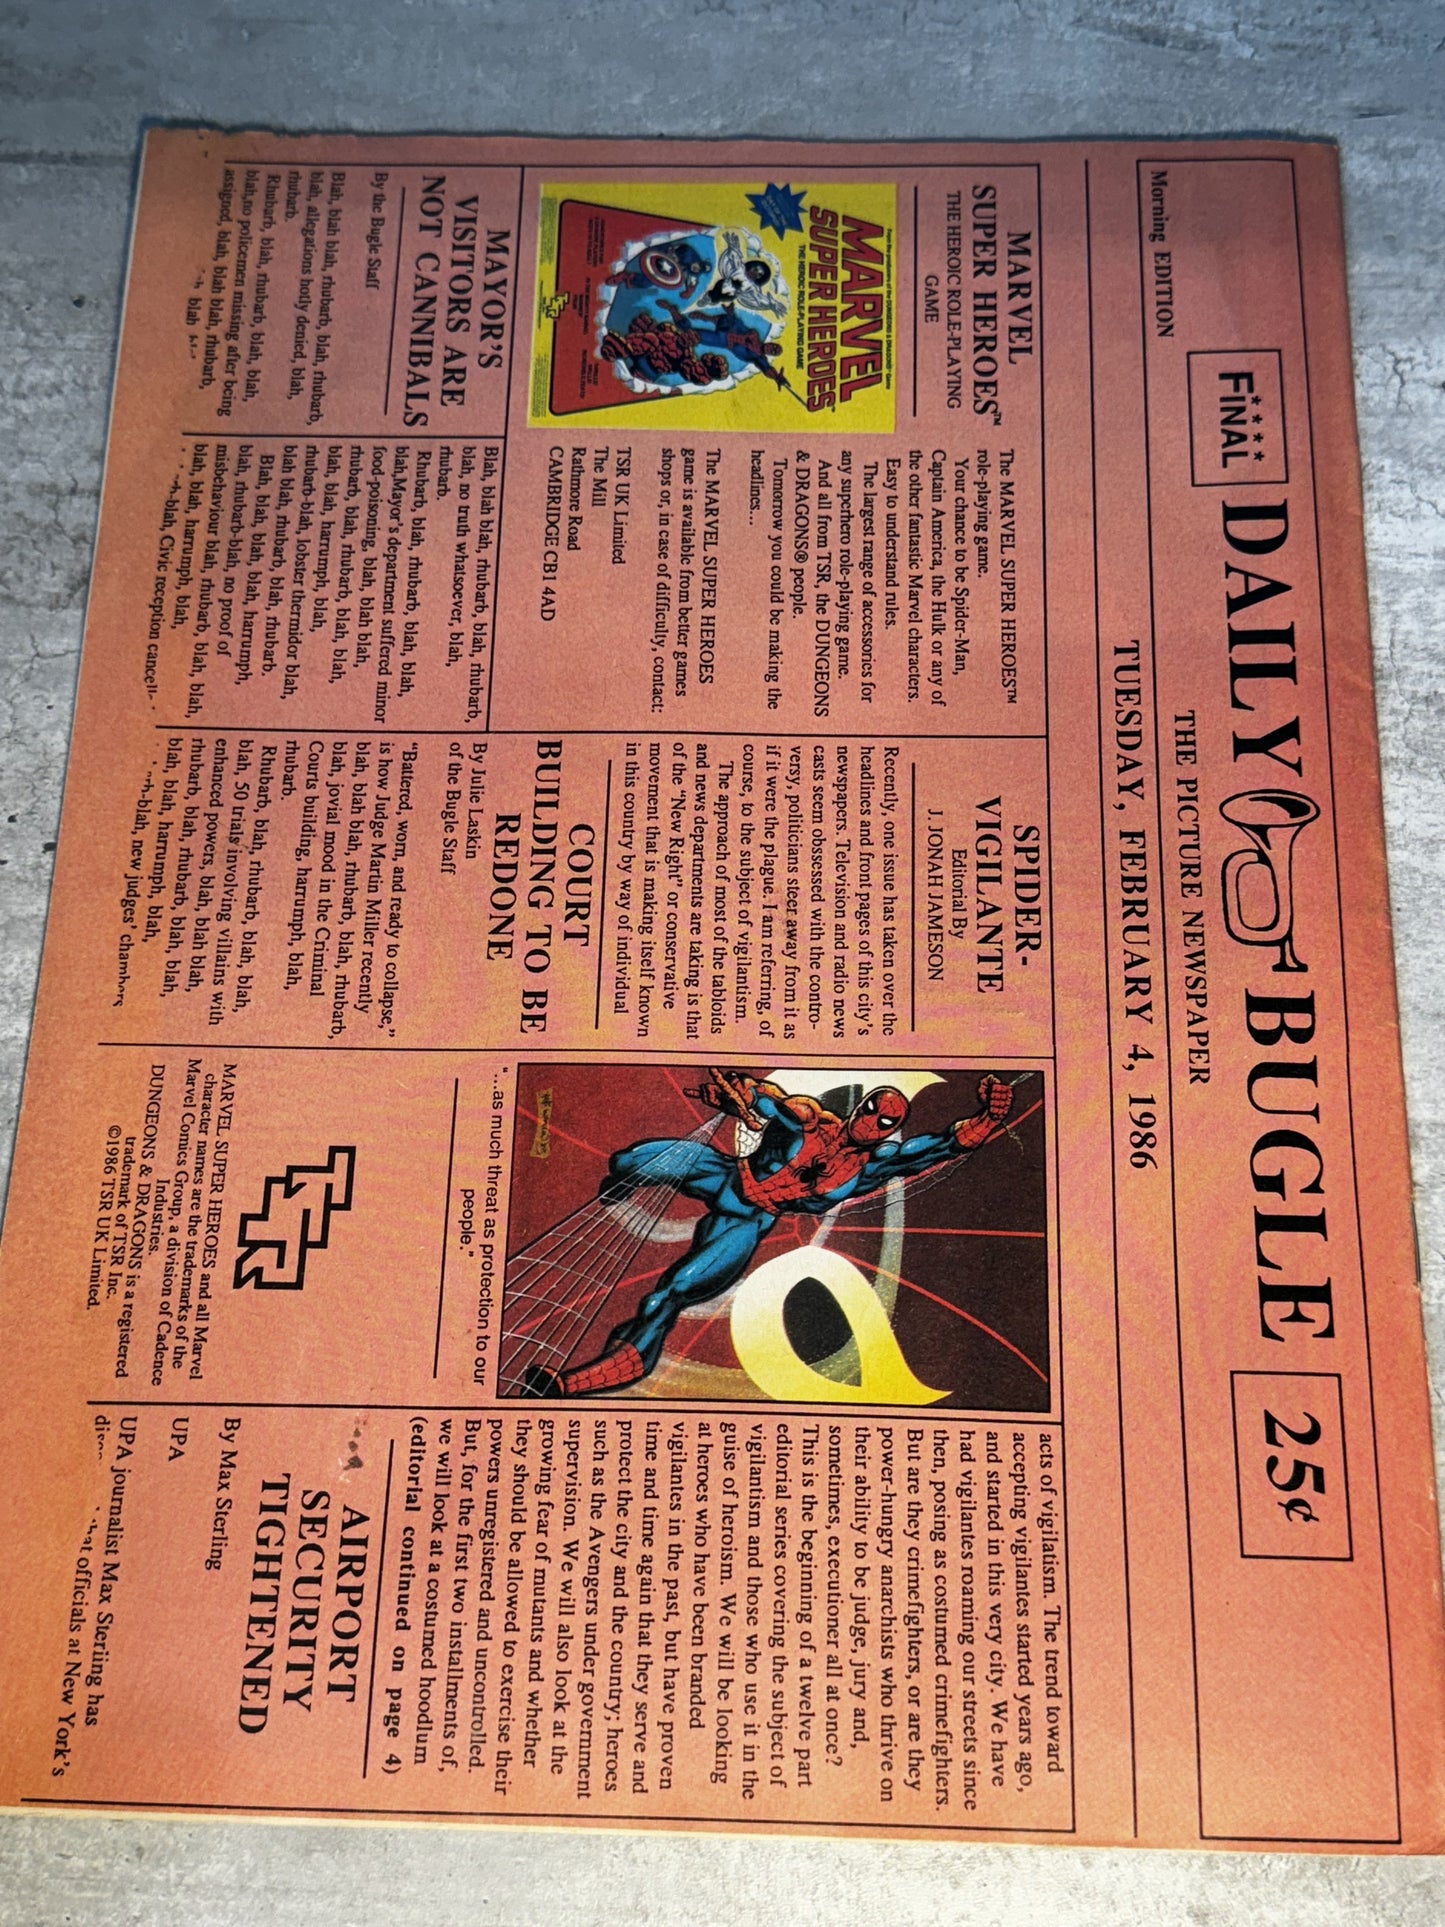 Morning EDITION
****
FINAL
DAILY BUGLE
25¢
THE PICTURE NEWSPAPER
TUESDAY, FEBRUARY 4, 1986
MARVEL
SUPER HEROES™
THE HEROIC ROLE-PLAYING
GAME
MARVEL
SUPER HEROES
THE HEROIC ROLE-PLAYING GAME
The MARVEL SUPER HEROES™
role-playing game.
Your chance to be Spider-Man,
Captain America, the Hulk or any of
the other fantastic Marvel characters.
Easy to understand rules.
The largest range of accessories for
any superhero role-playing game.
And all from TSR, the DUNGEONS
& DRAGONS® people.
Tomorrow you could be making the
headlines...
The MARVEL SUPER HEROES
game is available from better games
shops or, in case of difficulty, contact:
TSR UK Limited
The Mill
Rathmore Road
CAMBRIDGE CB1 4AD
MAYOR'S
VISITORS ARE
NOT CANNIBALS
By the Bugle Staff
Blah, blah blah, rhubarb, blah, rhubarb,
blah, allegations hotly denied, blah,
rhubarb.
Rhubarb, blah, rhubarb, blah, blah,
blah,no policemen missing after being
assigned, blah, blah blah, rhubarb,
blah
Blah, blah blah, rhubarb, blah, rhubarb,
blah, no truth whatsoever, blah,
rhubarb.
Rhubarb, blah, rhubarb, blah, blah,
blah,Mayor's department suffered minor
food-poisoning, blah, blah blah,
rhubarb, blah, rhubarb, blah, blah,
blah, blah, harrumph, blah,
rhubarb-blah, lobster thermidor blah,
blah blah, rhubarb, blah, rhubarb.
Blah, blah, blah, blah, harrumph,
blah, rhubarb-blah, no proof of
misbehaviour blah, rhubarb, blah, blah,
blah, blah, harrumph, blah,
-blah, Civic reception
SPIDER-
VIGILANTE
Editorial By
J. JONAH JAMESON
Recently, one issue has taken over the
headlines and front pages of this city's
newspapers. Television and radio news
casts seem obssessed with the contro-
versy, politicians steer away from it as
if it were the plague. I am referring, of
course, to the subject of vigilantism.
The approach of most of the tabloids
and news departments are taking is that
of the "New Right" or conservative
movement that is making itself known
in this country by way of individual
COURT
BUILDING TO BE
REDONE
By Julie Laskin
of the Bugle Staff
"Battered, worn, and ready to collapse,"
is how Judge Martin Miller recently
blah, blah blah, rhubarb, blah, rhubarb,
blah, jovial mood in the Criminal
Courts building, harrumph, blah,
rhubarb.
Rhubarb, blah, rhubarb, blah, blah,
blah, 50 trials involving villains with
enhanced powers, blah, blah blah,
rhubarb, blah, rhubarb, blah, blah,
blah, blah, harrumph, blah,
-blah, new judges' chambers
"...as much threat as protection to our
people."
TSR
MARVEL SUPER HEROES and all Marvel
character names are the trademarks of the
Marvel Comics Group, a division of Cadence
Industries.
DUNGEONS & DRAGONS is a registered
trademark of TSR Inc.
©1986 TSR UK Limited.
acts of vigilatism. The trend toward
accepting vigilantes started years ago,
and started in this very city. We have
had vigilantes roaming our streets since
then, posing as costumed crimefighters.
But are they crimefighters, or are they
power-hungry anarchists who thrive on
their ability to be judge, jury and,
sometimes, executioner all at once?
This is the beginning of a twelve part
editorial series covering the subject of
vigilantism and those who use it in the
guise of heroism. We will be looking
at heroes who have been branded
vigilantes in the past, but have proven
time and time again that they serve and
protect the city and the country; heroes
such as the Avengers under government
supervision. We will also look at the
growing fear of mutants and whether
they should be allowed to exercise their
powers unregistered and uncontrolled.
But, for the first two installments of,
we will look at a costumed hoodlum
(editorial continued on page 4)
AIRPORT
SECURITY
TIGHTENED
By Max Sterling
UPA
UPA journalist Max Steriing has
officials at New York's